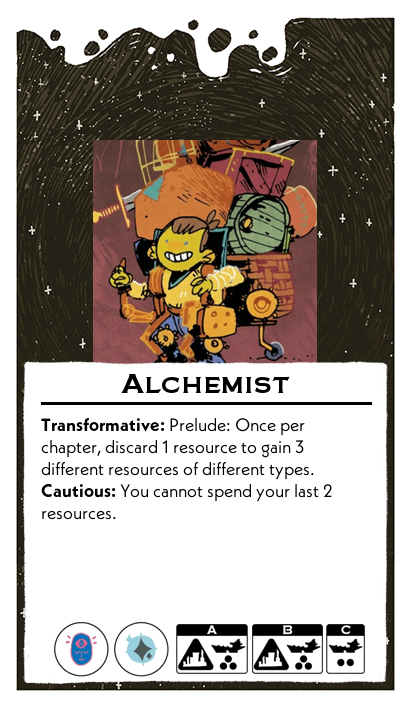 ALCHEMIST
Transformative: Prelude: Once per
chapter, discard 1 resource to gain 3
different resources of different types.
Cautious: You cannot spend your last 2
resources.
A B C